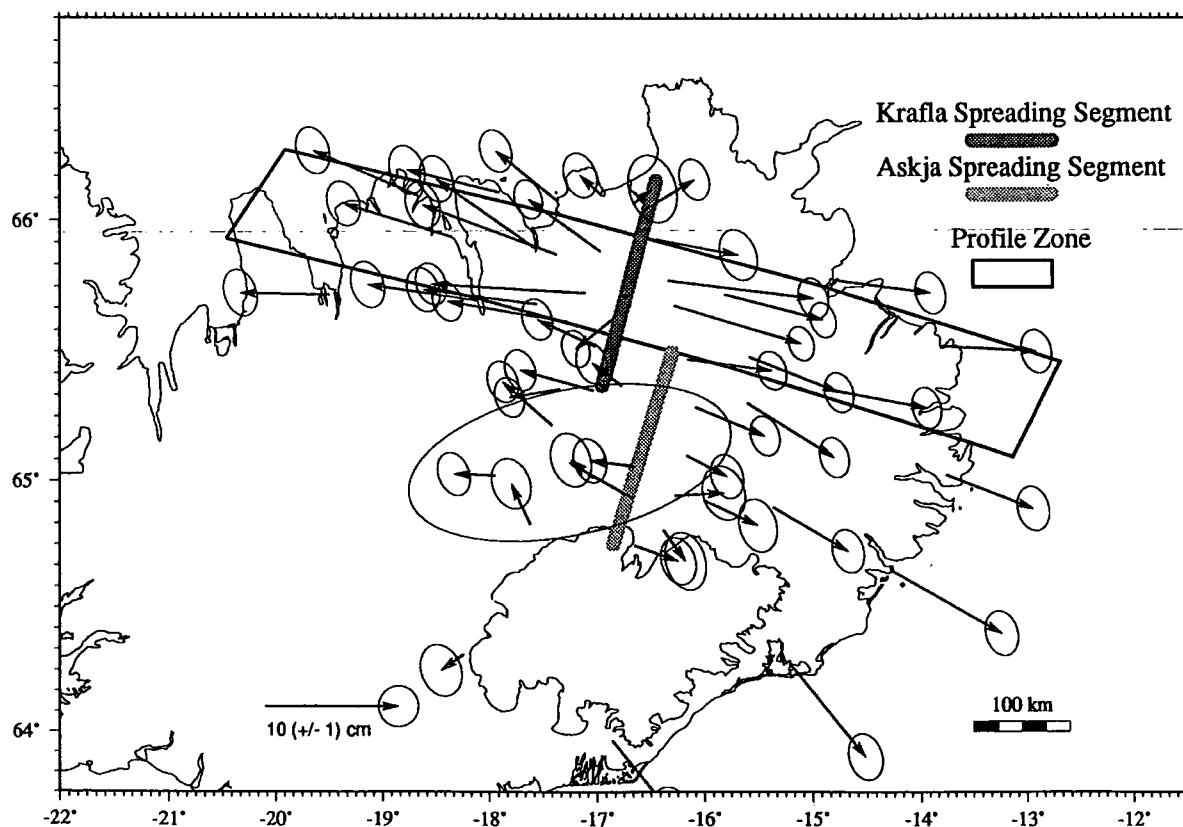 Krafla Spreading Segment
Askja Spreading Segment
Profile Zone
66°
65°
64°
10 (+/- 1) cm
100 km
-22° -21° -20° -19° -18° -17° -16° -15° -14° -13° -12°